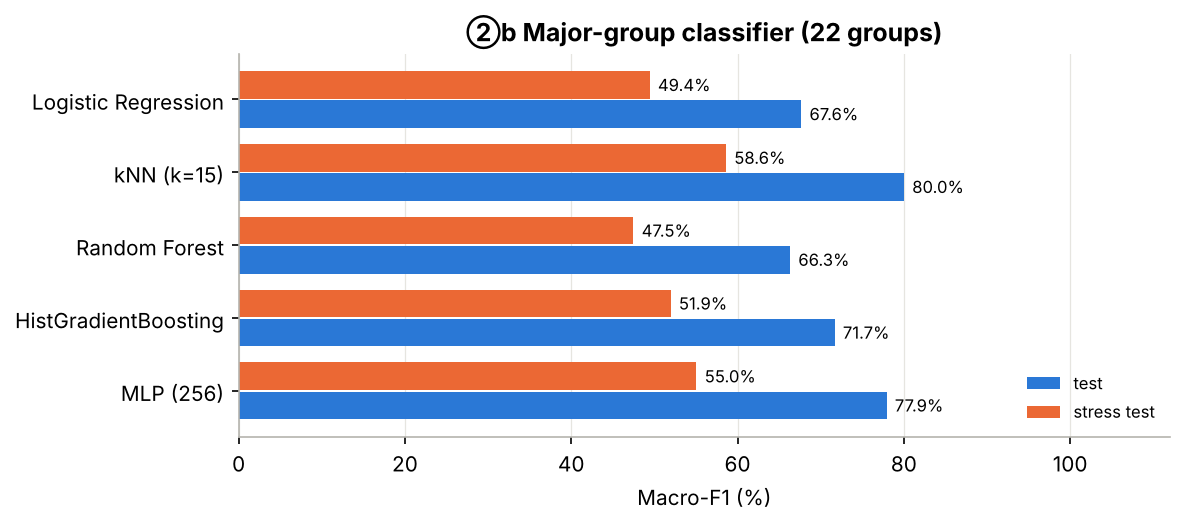 ②b Major-group classifier (22 groups)
Logistic Regression
49.4%
67.6%
kNN (k=15)
58.6%
80.0%
Random Forest
47.5%
66.3%
HistGradientBoosting
51.9%
71.7%
MLP (256)
55.0%
77.9%
test
stress test
0 20 40 60 80 100
Macro-F1 (%)